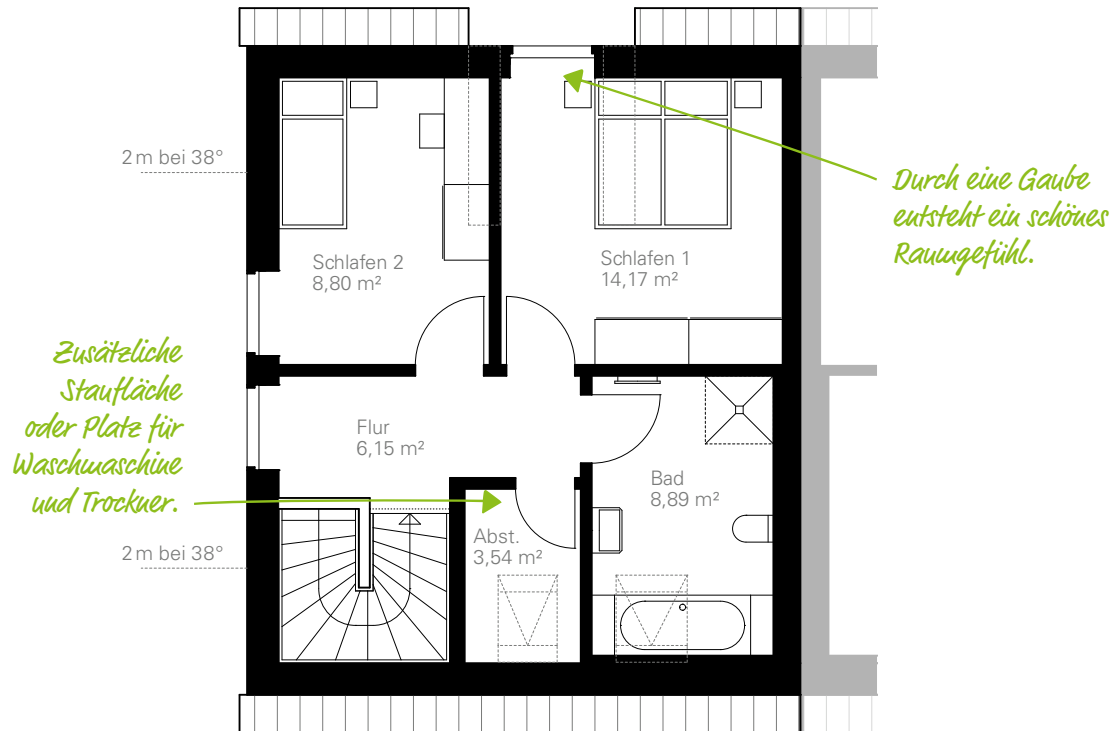 2 m bei 38°
Durch eine Gaube
entsteht ein schönes
Raumgefühl.
Schlafen 2
8,80 m²
Schlafen 1
14,17 m²
Zusätzliche
Staufläche
oder Platz für
Waschmaschine
und Trockner.
Flur
6,15 m²
Bad
8,89 m²
Abst.
3,54 m²
2 m bei 38°